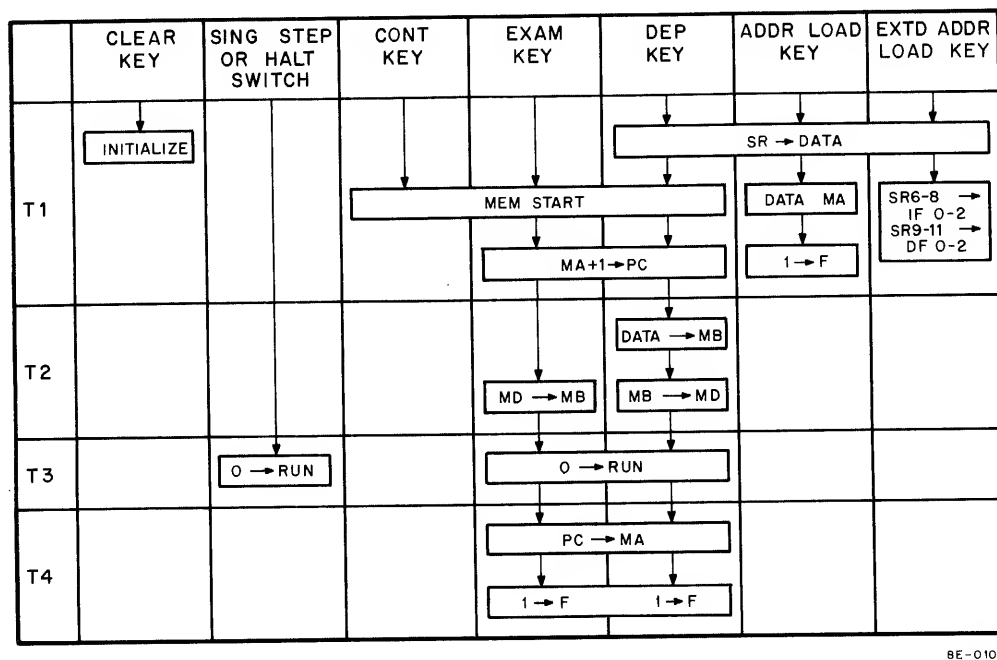 CLEAR KEY
SING STEP OR HALT SWITCH
CONT KEY
EXAM KEY
DEP KEY
ADDR LOAD KEY
EXTD ADDR LOAD KEY
T1
INITIALIZE
SR → DATA
MEM START
DATA MA
SR6-8 →
IF 0-2
SR9-11 →
DF 0-2
MA+1→PC
1→F
T2
DATA →MB
MD → MB
MB → MD
T3
0 → RUN
0 → RUN
T4
PC → MA
1 → F
1 → F
8E-010